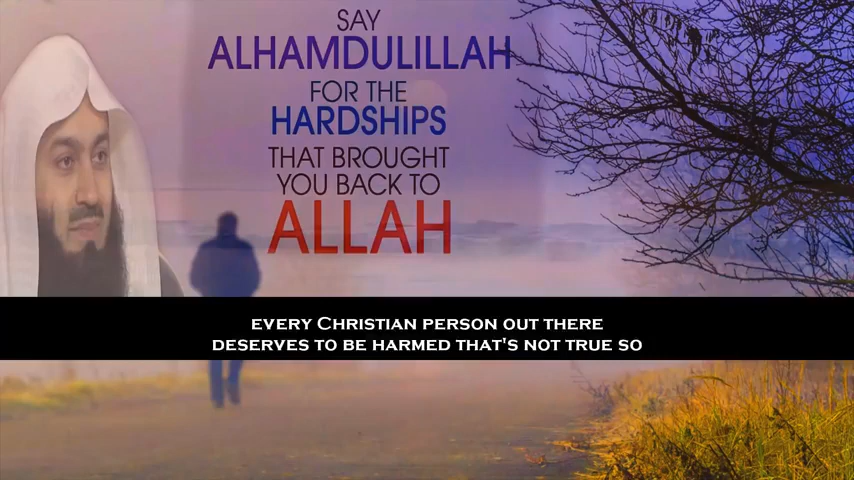 SAY
ALHAMDULILLAH
FOR THE
HARDSHIPS
THAT BROUGHT
YOU BACK TO
ALLAH
EVERY CHRISTIAN PERSON OUT THERE
DESERVES TO BE HARMED THAT'S NOT TRUE SO